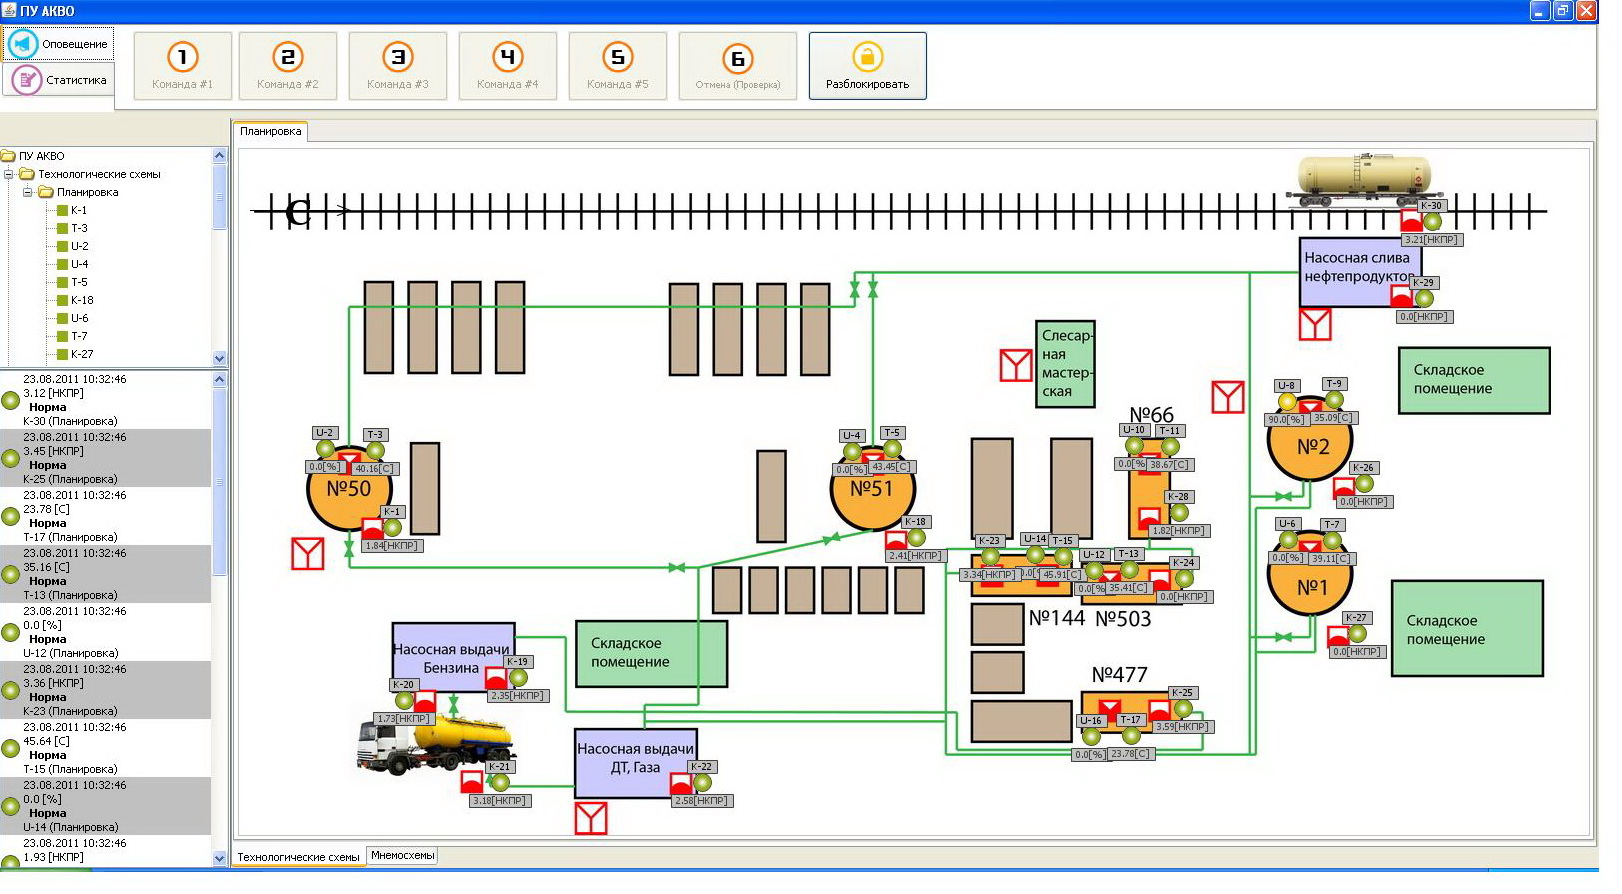 ПУ АКВО
Оповещение
Статистика
1
Команда #1
2
Команда #2
3
Команда #3
4
Команда #4
5
Команда #5
6
Отмена (Проверка)
Разблокировать
ПУ АКВО
Технологические схемы
Планировка
K-1
T-3
U-2
U-4
T-5
K-18
U-6
T-7
K-27
23.08.2011 10:32:46
3.12 [НКПР]
Норма
K-30 (Планировка)
23.08.2011 10:32:46
3.45 [НКПР]
Норма
K-25 (Планировка)
23.08.2011 10:32:46
23.78 [C]
Норма
T-17 (Планировка)
23.08.2011 10:32:46
35.16 [C]
Норма
T-13 (Планировка)
23.08.2011 10:32:46
0.0 [%]
Норма
U-12 (Планировка)
23.08.2011 10:32:46
3.36 [НКПР]
Норма
K-23 (Планировка)
23.08.2011 10:32:46
45.64 [C]
Норма
T-15 (Планировка)
23.08.2011 10:32:46
0.0 [%]
Норма
U-14 (Планировка)
23.08.2011 10:32:46
1.93 [НКПР]
Планировка
С
K-30
3.21[НКПР]
Насосная слива
нефтепродуктов
K-29
0.0[НКПР]
Слесар-
ная
мастер-
ская
Складское
помещение
U-8
T-9
90.0[%]
35.09[C]
№2
K-26
0.0[НКПР]
№66
U-10
T-11
0.0[%]
38.67[C]
K-28
1.82[НКПР]
U-2
T-3
0.0[%]
40.16[C]
№50
K-1
1.84[НКПР]
U-4
T-5
0.0[%]
43.45[C]
№51
K-18
2.41[НКПР]
U-6
T-7
0.0[%]
39.11[C]
№1
K-27
0.0[НКПР]
K-23
U-14
T-15
U-12
T-13
K-24
3.34[НКПР]
45.91[C]
0.0[%]
35.41[C]
0.0[НКПР]
№144
№503
Складское
помещение
Складское
помещение
Насосная выдачи
Бензина
K-19
2.35[НКПР]
K-20
1.73[НКПР]
№477
K-25
U-16
T-17
3.59[НКПР]
0.0[%]
23.78[C]
Насосная выдачи
ДТ, Газа
K-21
3.18[НКПР]
K-22
2.58[НКПР]
Технологические схемы
Мнемосхемы